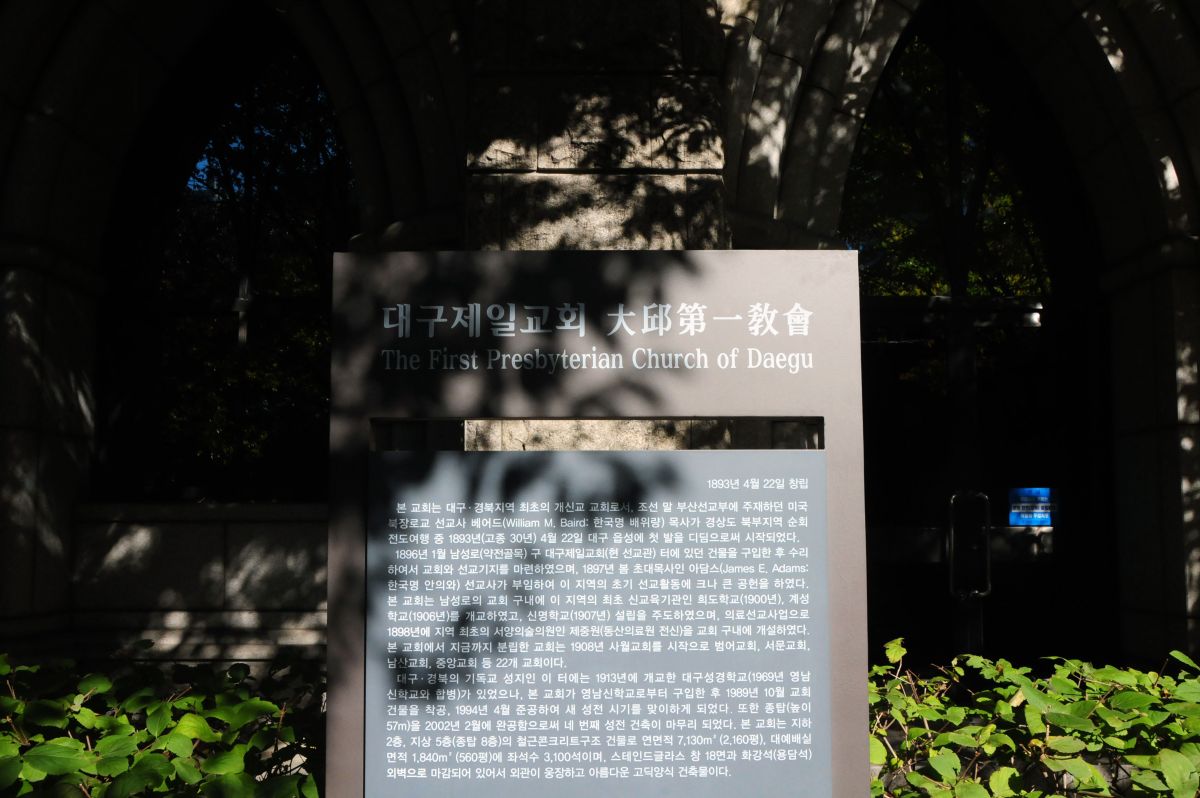 대구제일교회 大邱第一敎會
The First Presbyterian Church of Daegu
1893년 4월 22일 창립
본 교회는 대구·경북지역 최초의 개신교 교회로서, 조선 말 부산선교부에 주재하던 미국
북장로교 선교사 베어드(William M. Baird: 한국명 배위량) 목사가 경상도 북부지역 순회
전도여행 중 1893년(고종 30년) 4월 22일 대구 읍성에 첫 발을 디딤으로써 시작되었다.
1896년 1월 남성로(약전골목) 구 대구제일교회(현 선교관) 터에 있던 건물을 구입한 후 수리
하여서 교회와 선교기지를 마련하였으며, 1897년 봄 초대목사인 아담스(James E. Adams:
한국명 안의와) 선교사가 부임하여 이 지역의 초기 선교활동에 크나 큰 공헌을 하였다.
본 교회는 남성로의 교회 구내에 이 지역의 최초 신교육기관인 희도학교(1900년), 계성
학교(1906년)를 개교하였고, 신명학교(1907년) 설립을 주도하였으며, 의료선교사업으로
1898년에 지역 최초의 서양의술의원인 제중원(동산의료원 전신)을 교회 구내에 개설하였다.
본 교회에서 지금까지 분립한 교회는 1908년 사월교회를 시작으로 범어교회, 서문교회,
남산교회, 중앙교회 등 22개 교회이다.
대구·경북의 기독교 성지인 이 터에는 1913년에 개교한 대구성경학교(1969년 영남
신학교와 합병)가 있었으나, 본 교회가 영남신학교로부터 구입한 후 1989년 10월 교회
건물을 착공, 1994년 4월 준공하여 새 성전 시기를 맞이하게 되었다. 또한 종탑(높이
57m)을 2002년 2월에 완공함으로써 네 번째 성전 건축이 마무리 되었다. 본 교회는 지하
2층, 지상 5층(종탑 8층)의 철근콘크리트구조 건물로 연면적 7,130㎡ (2,160평), 대예배실
면적 1,840㎡ (560평)에 좌석수 3,100석이며, 스테인드글라스 창 18면과 화강석(용담석)
외벽으로 마감되어 있어서 외관이 웅장하고 아름다운 고딕양식 건축물이다.